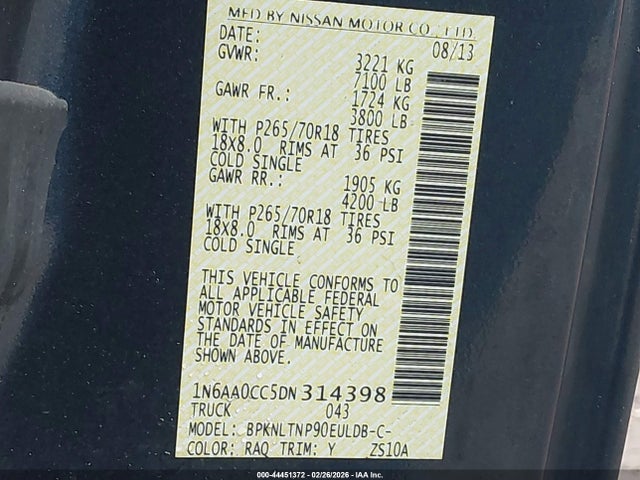 MFD BY NISSAN MOTOR CO., LTD.
DATE: 08/13
GVWR: 3221 KG
7100 LB
GAWR FR.: 1724 KG
3800 LB
WITH P265/70R18 TIRES
18X8.0 RIMS AT 36 PSI
COLD SINGLE
GAWR RR.: 1905 KG
4200 LB
WITH P265/70R18 TIRES
18X8.0 RIMS AT 36 PSI
COLD SINGLE
THIS VEHICLE CONFORMS TO
ALL APPLICABLE FEDERAL
MOTOR VEHICLE SAFETY
STANDARDS IN EFFECT ON
THE DATE OF MANUFACTURE
SHOWN ABOVE.
1N6AA0CC5DN314398
TRUCK 043
MODEL: BPKNLTNP90EULDB-C-
COLOR: RAQ TRIM: Y ZS10A
000-44451372 - 02/26/2026 - IAA Inc.